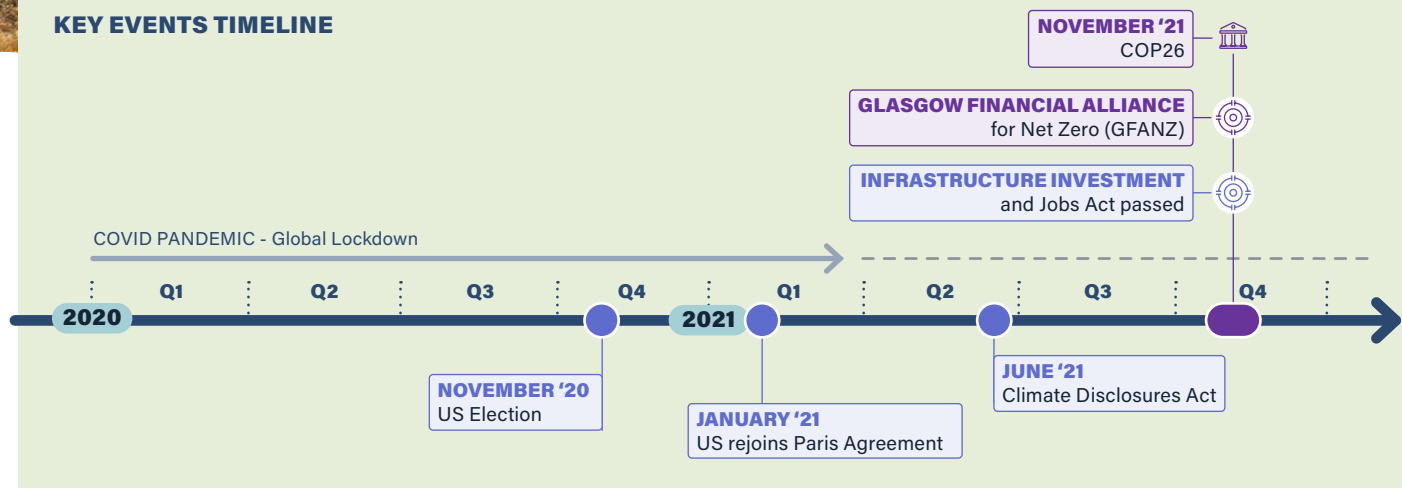 KEY EVENTS TIMELINE
NOVEMBER ‘21
COP26
GLASGOW FINANCIAL ALLIANCE
for Net Zero (GFANZ)
INFRASTRUCTURE INVESTMENT
and Jobs Act passed
COVID PANDEMIC - Global Lockdown
Q1 Q2 Q3 Q4 Q1 Q2 Q3 Q4
2020 2021
NOVEMBER ‘20
US Election
JANUARY ‘21
US rejoins Paris Agreement
JUNE ‘21
Climate Disclosures Act